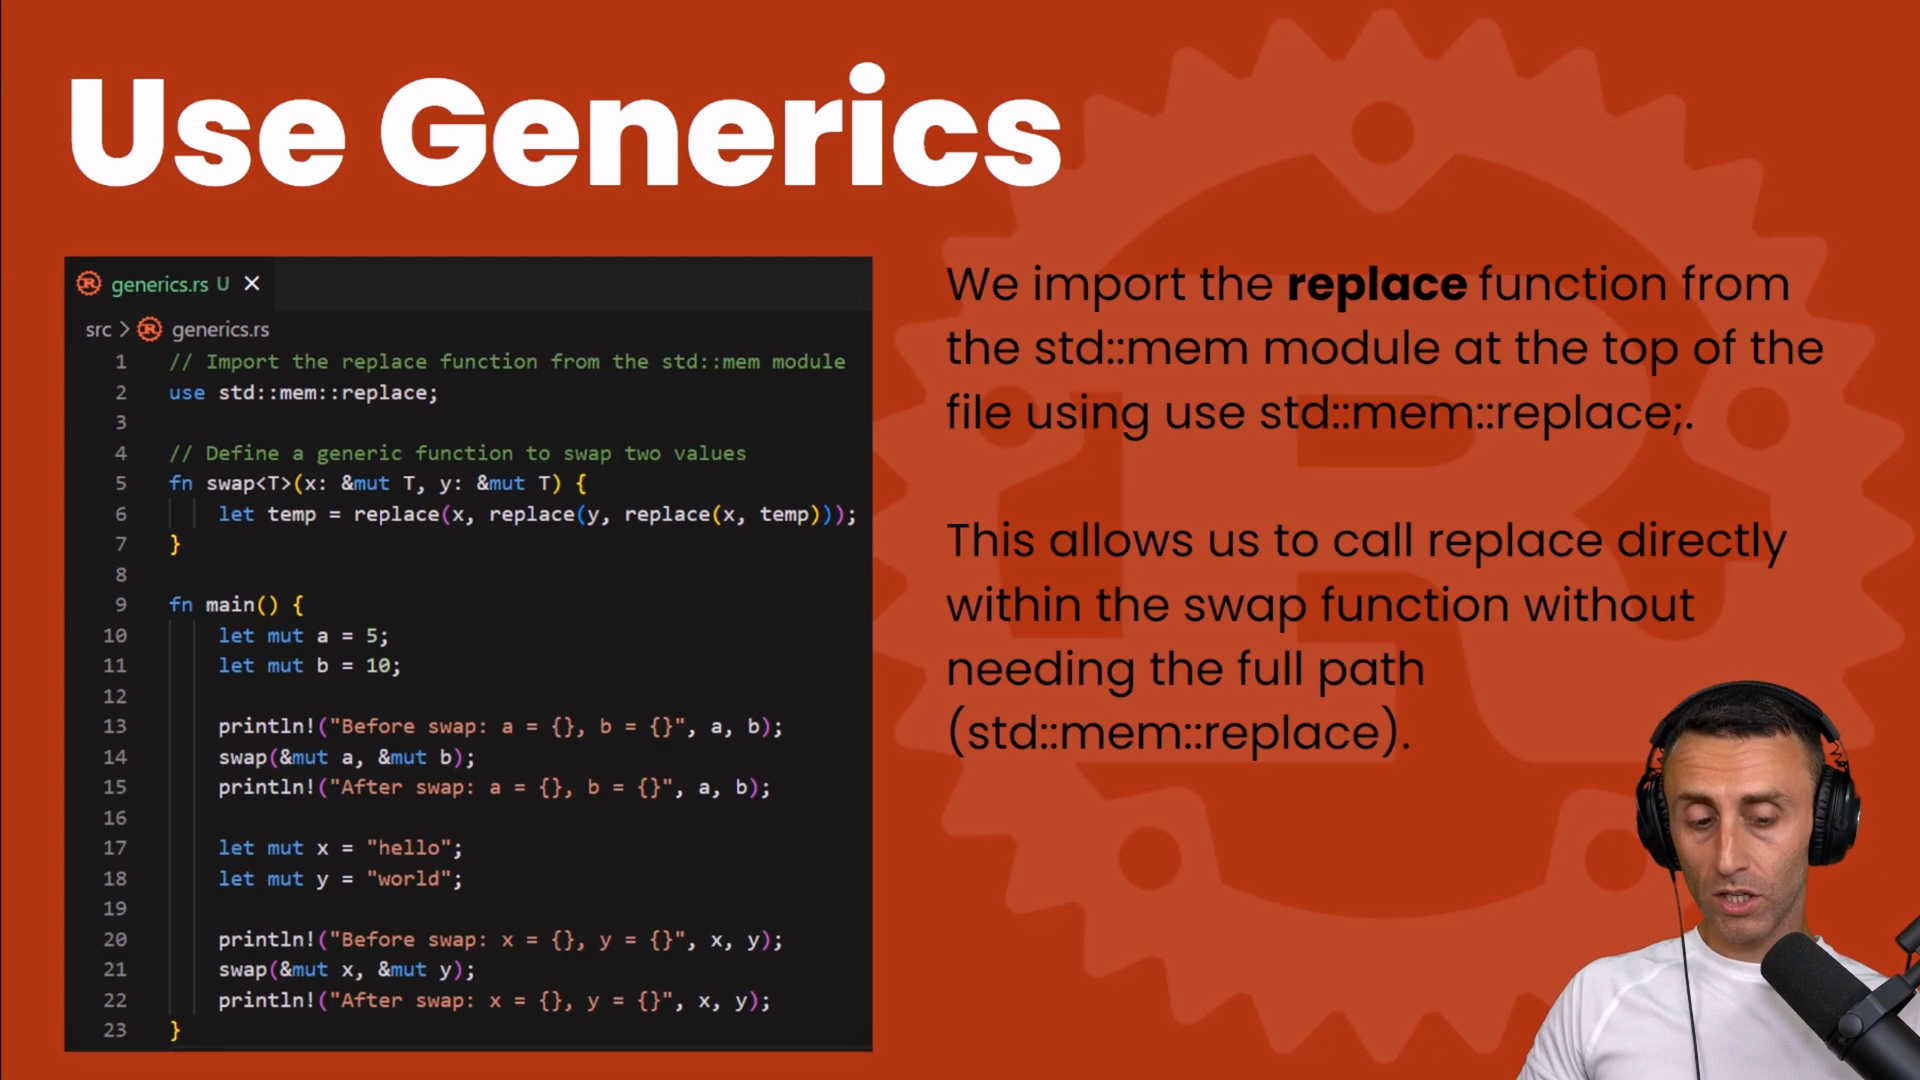 Use Generics
generics.rs U ×
src > generics.rs
1 // Import the replace function from the std::mem module
2 use std::mem::replace;
3
4 // Define a generic function to swap two values
5 fn swap<T>(x: &mut T, y: &mut T) {
6 let temp = replace(x, replace(y, replace(x, temp)));
7 }
8
9 fn main() {
10 let mut a = 5;
11 let mut b = 10;
12
13 println!("Before swap: a = {}, b = {}", a, b);
14 swap(&mut a, &mut b);
15 println!("After swap: a = {}, b = {}", a, b);
16
17 let mut x = "hello";
18 let mut y = "world";
19
20 println!("Before swap: x = {}, y = {}", x, y);
21 swap(&mut x, &mut y);
22 println!("After swap: x = {}, y = {}", x, y);
23 }
We import the replace function from
the std::mem module at the top of the
file using use std::mem::replace;.
This allows us to call replace directly
within the swap function without
needing the full path
(std::mem::replace).